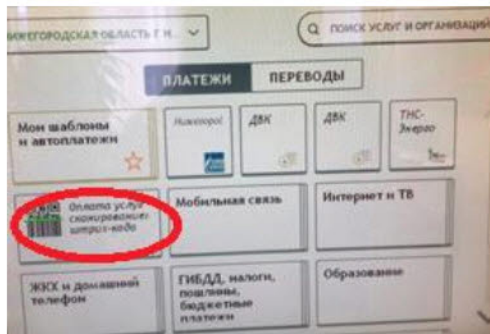 НИЖЕГОРОДСКАЯ ОБЛАСТЬ Г Н...
ПОИСК УСЛУГ И ОРГАНИЗАЦИЙ
ПЛАТЕЖИ
ПЕРЕВОДЫ
Мои шаблоны
и автоплатежи
ДВК
ДВК
ТНС-
Энерго
Оплата услуг
сканированием
штрих-кода
Мобильная связь
Интернет и ТВ
ЖКХ и домашний
телефон
ГИБДД, налоги,
пошлины,
бюджетные
платежи
Образование